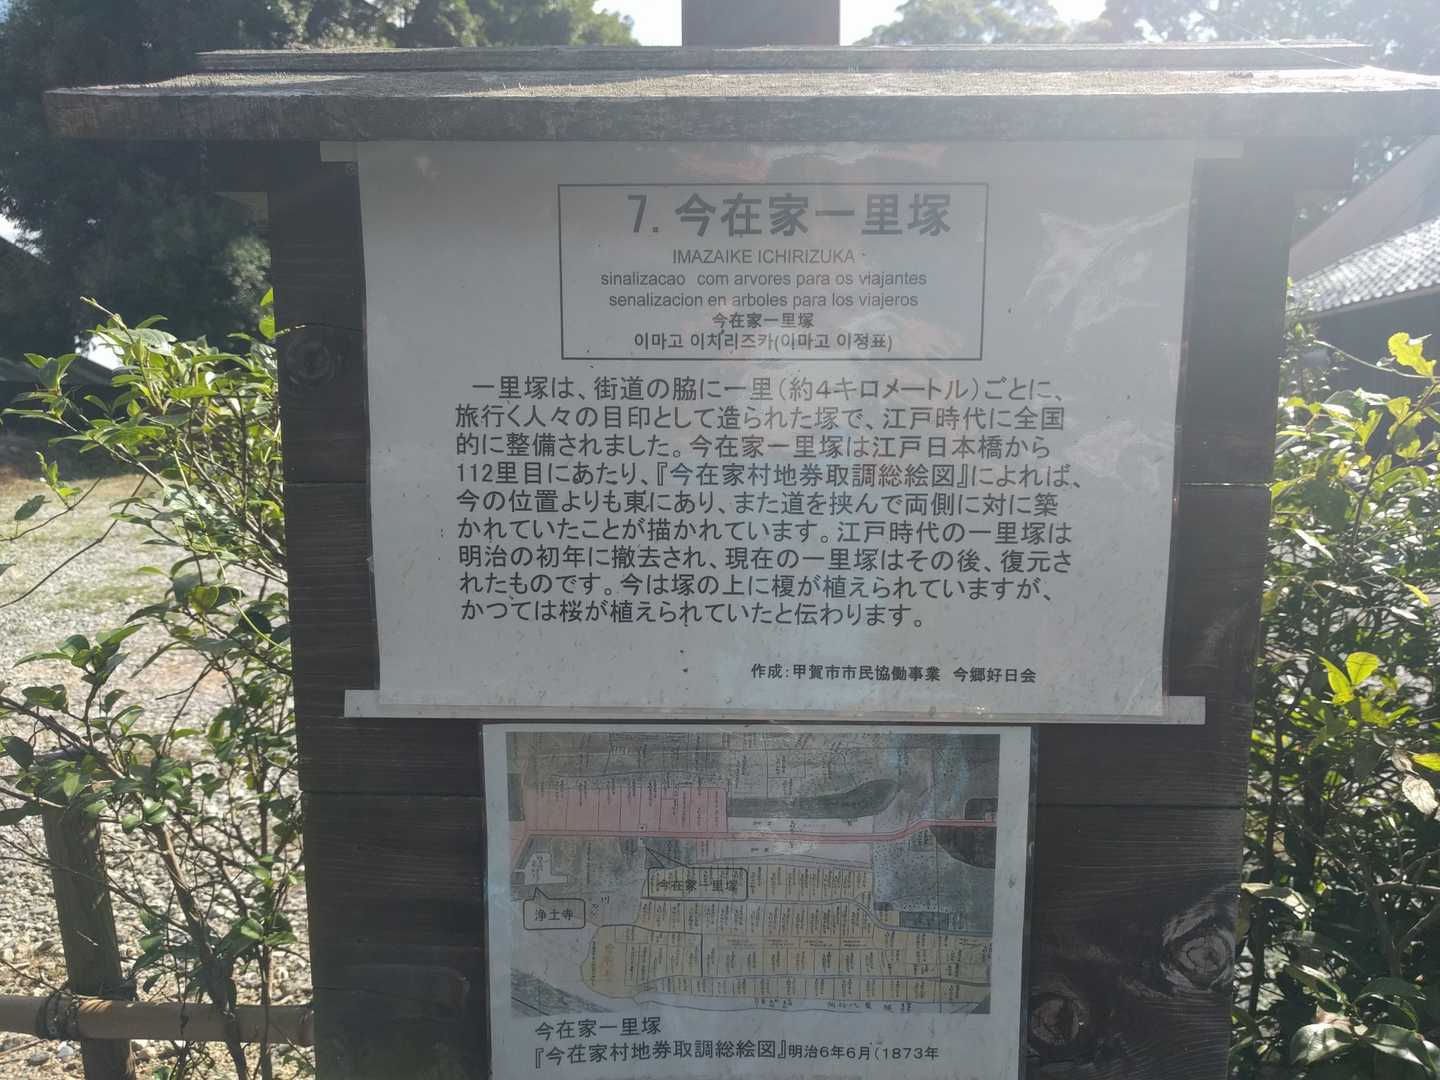 7. 今在家一里塚
IMAZAIKE ICHIRIZUKA
sinalizacao com arvores para os viajantes
senalizacion en arboles para los viajeros
今在家一里塚
이마고 이치리즈카(이마고 이정표)
一里塚は、街道の脇に一里（約4キロメートル）ごとに、
旅行く人々の目印として造られた塚で、江戸時代に全国
的に整備されました。今在家一里塚は江戸日本橋から
112里目にあたり、『今在家村地券取調総絵図』によれば、
今の位置よりも東にあり、また道を挟んで両側に対に築
かれていたことが描かれています。江戸時代の一里塚は
明治の初年に撤去され、現在の一里塚はその後、復元さ
れたものです。今は塚の上に榎が植えられていますが、
かつては桜が植えられていたと伝わります。
作成：甲賀市市民協働事業 今郷好日会
今在家一里塚
浄土寺
今在家一里塚
『今在家村地券取調総絵図』明治6年6月（1873年